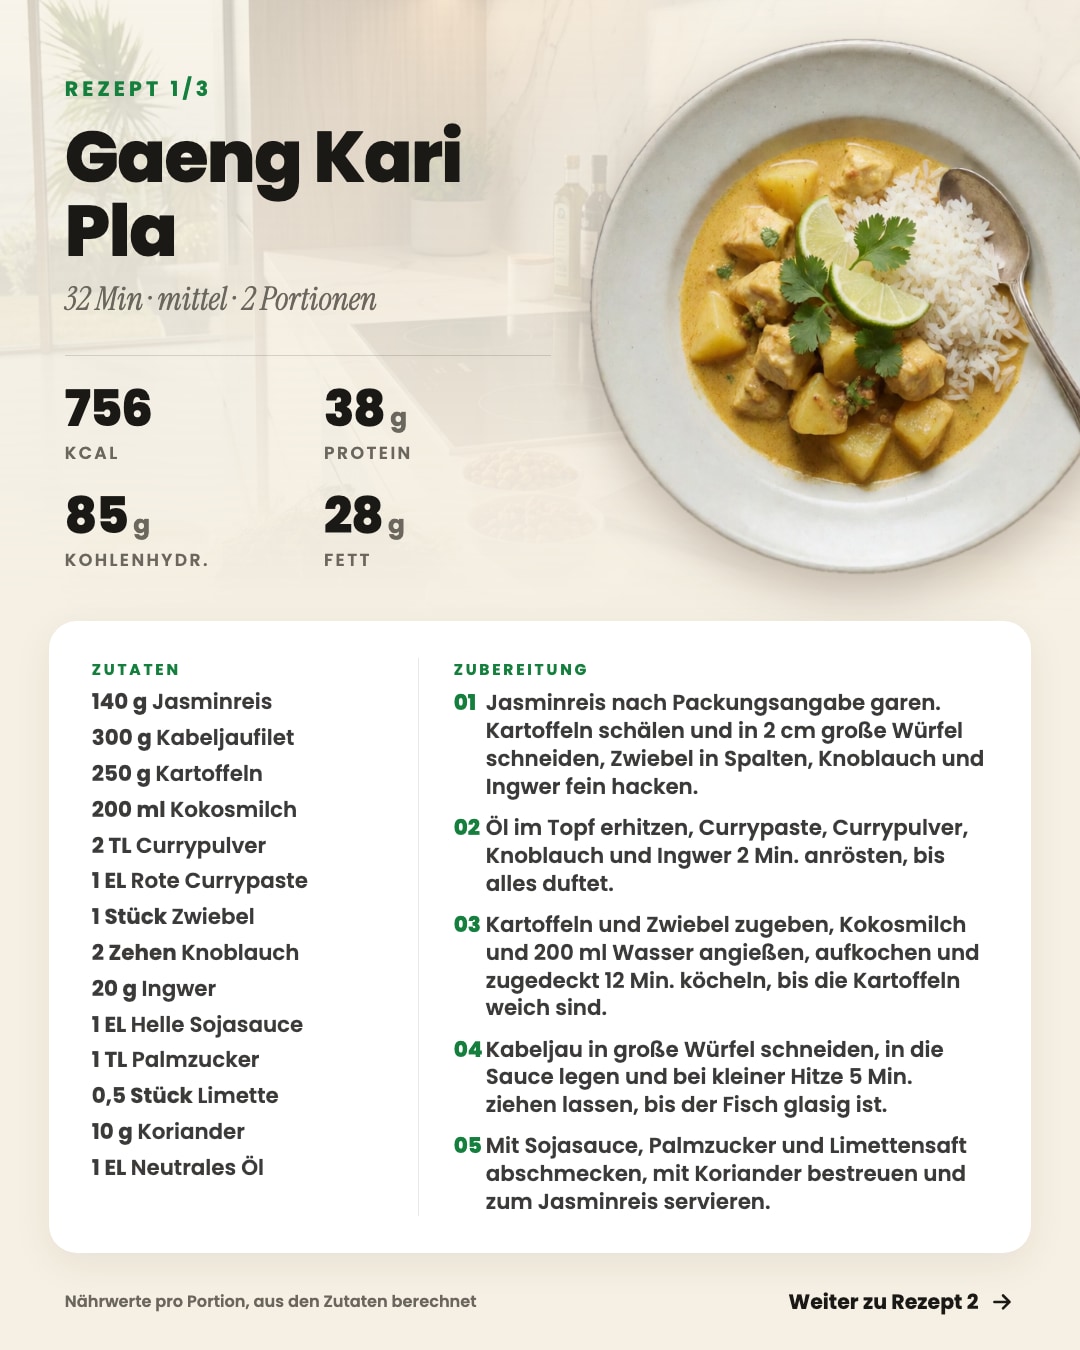 REZEPT 1/3
Gaeng Kari
Pla
32 Min · mittel · 2 Portionen
756
KCAL
38 g
PROTEIN
85 g
KOHLENHYDR.
28 g
FETT
ZUTATEN
140 g Jasminreis
300 g Kabeljaufilet
250 g Kartoffeln
200 ml Kokosmilch
2 TL Currypulver
1 EL Rote Currypaste
1 Stück Zwiebel
2 Zehen Knoblauch
20 g Ingwer
1 EL Helle Sojasauce
1 TL Palmzucker
0,5 Stück Limette
10 g Koriander
1 EL Neutrales Öl
ZUBEREITUNG
01 Jasminreis nach Packungsangabe garen.
Kartoffeln schälen und in 2 cm große Würfel
schneiden, Zwiebel in Spalten, Knoblauch und
Ingwer fein hacken.
02 Öl im Topf erhitzen, Currypaste, Currypulver,
Knoblauch und Ingwer 2 Min. anrösten, bis
alles duftet.
03 Kartoffeln und Zwiebel zugeben, Kokosmilch
und 200 ml Wasser angießen, aufkochen und
zugedeckt 12 Min. köcheln, bis die Kartoffeln
weich sind.
04 Kabeljau in große Würfel schneiden, in die
Sauce legen und bei kleiner Hitze 5 Min.
ziehen lassen, bis der Fisch glasig ist.
05 Mit Sojasauce, Palmzucker und Limettensaft
abschmecken, mit Koriander bestreuen und
zum Jasminreis servieren.
Nährwerte pro Portion, aus den Zutaten berechnet
Weiter zu Rezept 2 →